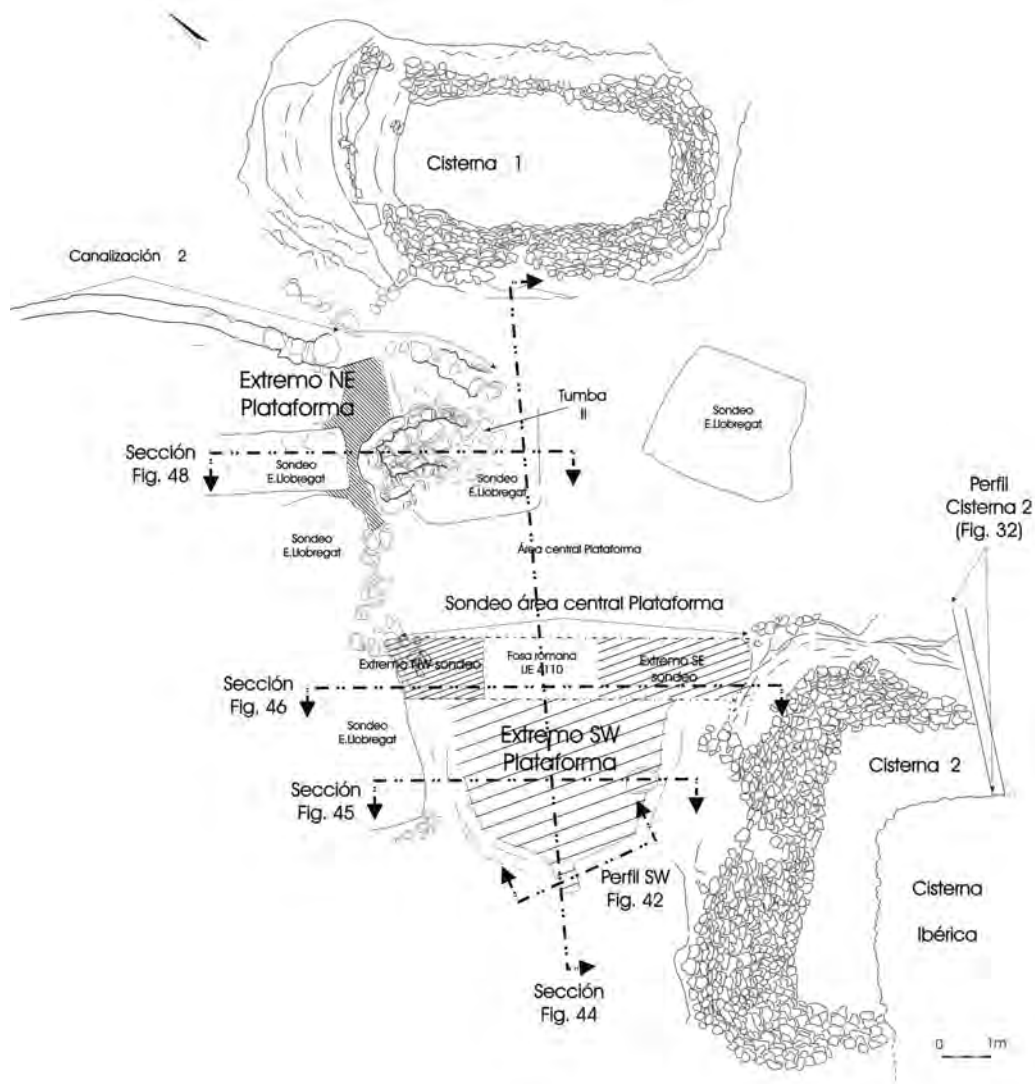 Cisterna 1
Canalización 2
Extremo NE
Plataforma
Tumba
II
Sondeo
E.Llobregat
Sección
Fig. 48
Sondeo
E.Llobregat
Sondeo
E.Llobregat
Perfil
Cisterna 2
(Fig. 32)
Sondeo
E.Llobregat
Área central Plataforma
Sondeo área central Plataforma
Extremo NW sondeo
Fosa romana
UE 4110
Extremo SE
sondeo
Sección
Fig. 46
Sondeo
E.Llobregat
Extremo SW
Plataforma
Cisterna 2
Sección
Fig. 45
Perfil SW
Fig. 42
Cisterna
Ibérica
Sección
Fig. 44
0 1m